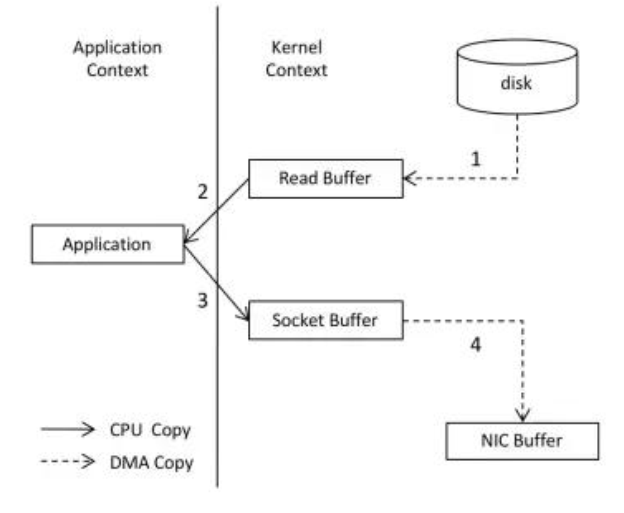 Application
Context
Kernel
Context
disk
1
Read Buffer
2
Application
3
Socket Buffer
4
CPU Copy
NIC Buffer
DMA Copy